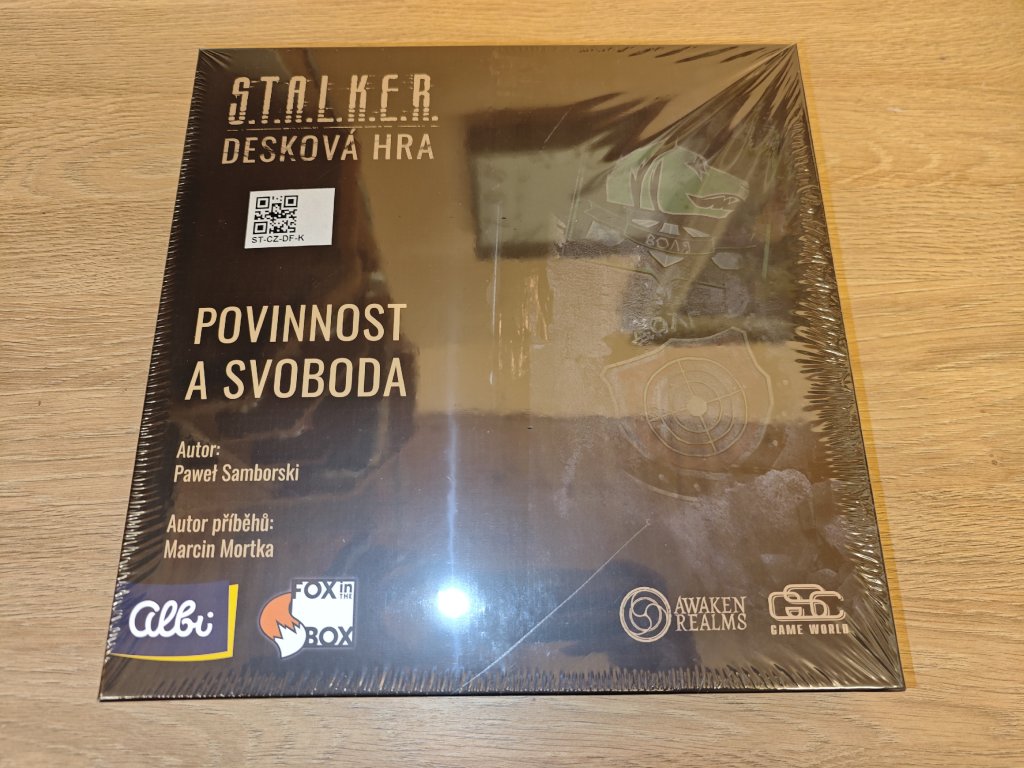 S.T.A.L.K.E.R.
DESKOVÁ HRA
ST-CZ-DF-K
ВОЛЯ
POVINNOST
A SVOBODA
Autor:
Paweł Samborski
Autor příběhů:
Marcin Mortka
albi
FOX in
THE
BOX
AWAKEN
REALMS
GSC
GAME WORLD